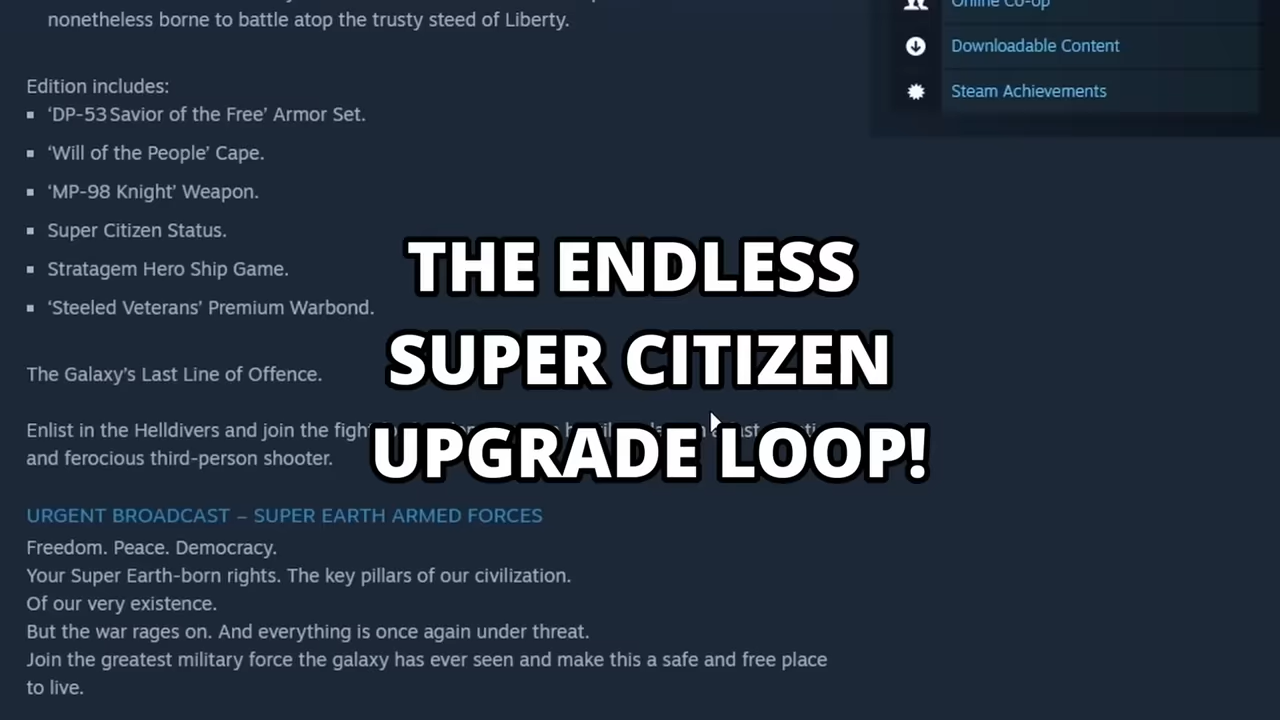 nonetheless borne to battle atop the trusty steed of Liberty.
Online Co-op
Downloadable Content
Steam Achievements
Edition includes:
▪ ‘DP-53 Savior of the Free’ Armor Set.
▪ ‘Will of the People’ Cape.
▪ ‘MP-98 Knight’ Weapon.
▪ Super Citizen Status.
▪ Stratagem Hero Ship Game.
▪ ‘Steeled Veterans’ Premium Warbond.
THE ENDLESS
SUPER CITIZEN
UPGRADE LOOP!
The Galaxy’s Last Line of Offence.
Enlist in the Helldivers and join the fight
and ferocious third-person shooter.
URGENT BROADCAST – SUPER EARTH ARMED FORCES
Freedom. Peace. Democracy.
Your Super Earth-born rights. The key pillars of our civilization.
Of our very existence.
But the war rages on. And everything is once again under threat.
Join the greatest military force the galaxy has ever seen and make this a safe and free place
to live.